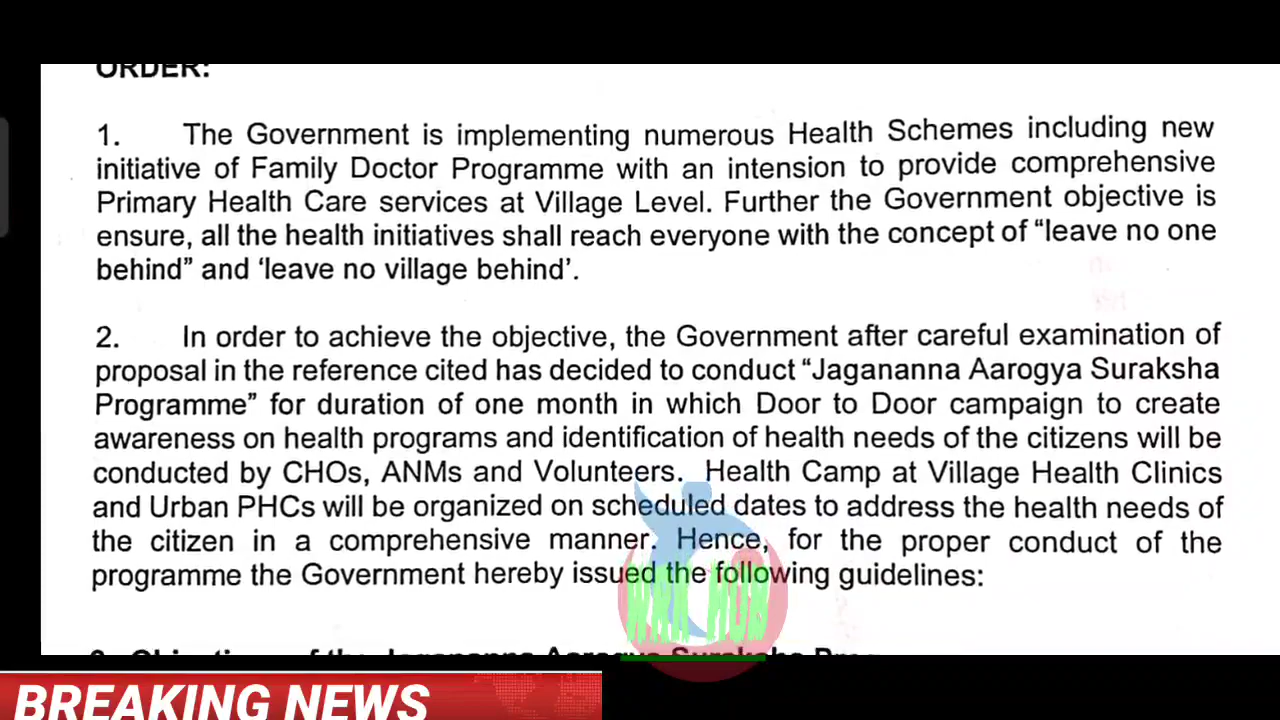 ORDER:
1. The Government is implementing numerous Health Schemes including new
initiative of Family Doctor Programme with an intension to provide comprehensive
Primary Health Care services at Village Level. Further the Government objective is
ensure, all the health initiatives shall reach everyone with the concept of “leave no one
behind” and ‘leave no village behind’.
2. In order to achieve the objective, the Government after careful examination of
proposal in the reference cited has decided to conduct “Jagananna Aarogya Suraksha
Programme” for duration of one month in which Door to Door campaign to create
awareness on health programs and identification of health needs of the citizens will be
conducted by CHOs, ANMs and Volunteers. Health Camp at Village Health Clinics
and Urban PHCs will be organized on scheduled dates to address the health needs of
the citizen in a comprehensive manner. Hence, for the proper conduct of the
programme the Government hereby issued the following guidelines:
of the Jagananna Aarogya Suraksha
BREAKING NEWS